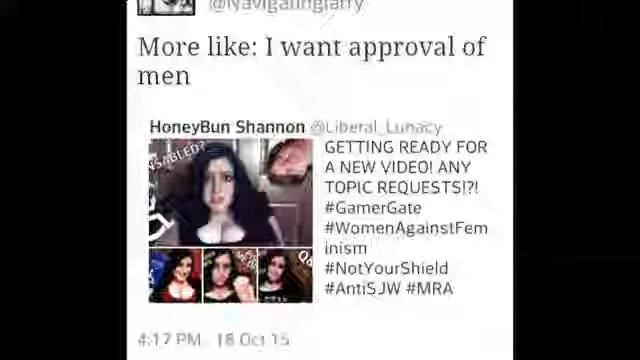 @Navigatinglarry
More like: I want approval of
men
HoneyBun Shannon @Liberal_Lunacy
GETTING READY FOR
A NEW VIDEO! ANY
TOPIC REQUESTS!?!
#GamerGate
#WomenAgainstFem
inism
#NotYourShield
#AntiSJW #MRA
4:17 PM · 18 Oct 15